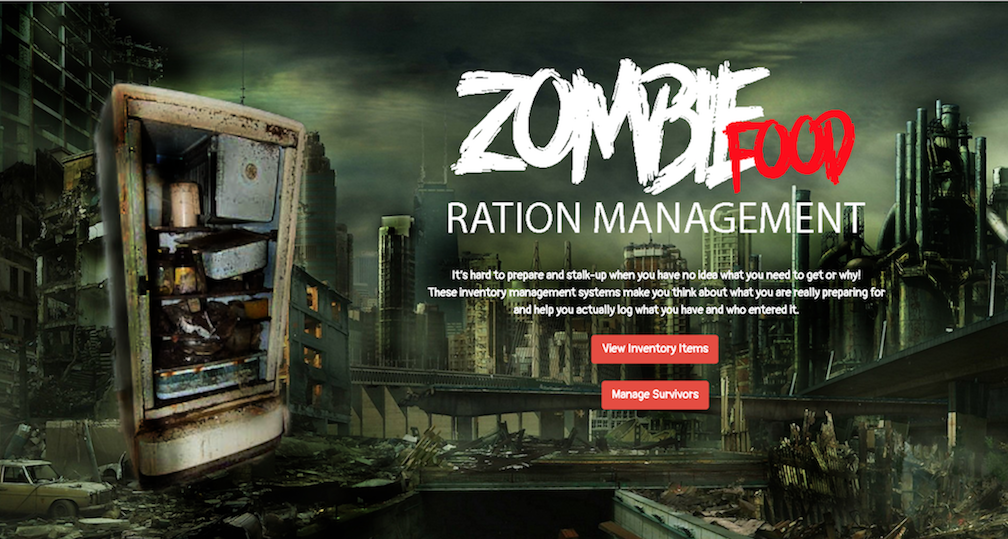 ZOMBIE
FOOD
RATION MANAGEMENT
It's hard to prepare and stalk-up when you have no idea what you need to get or why!
These inventory management systems make you think about what you are really preparing for
and help you actually log what you have and who entered it.
View Inventory Items
Manage Survivors